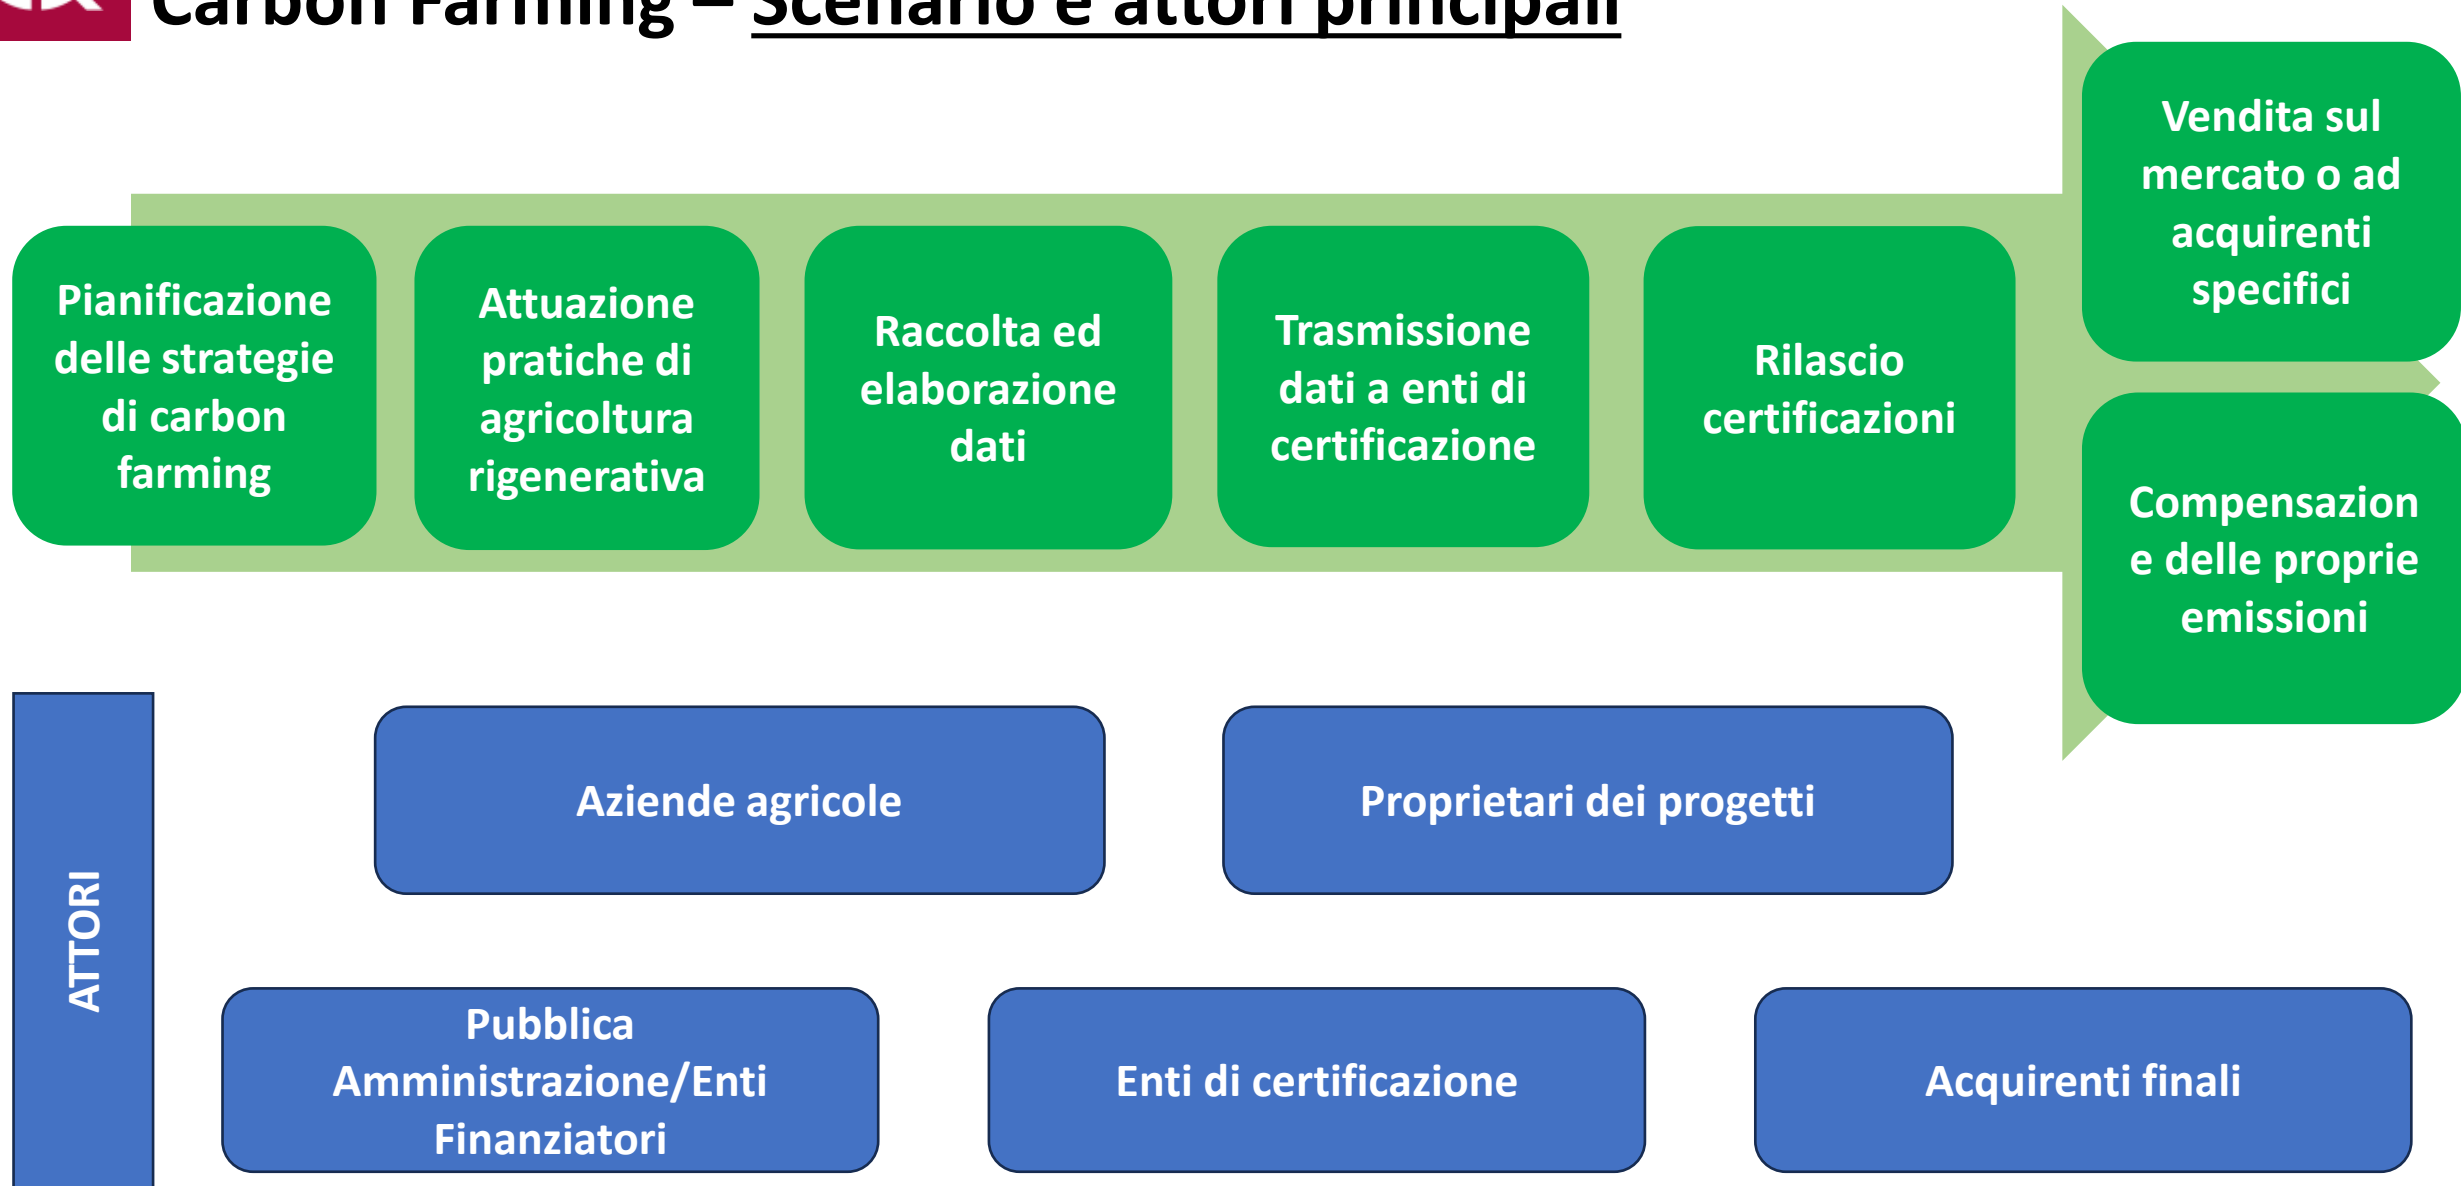 Carbon Farming – Scenario e attori principali
Pianificazione
delle strategie
di carbon
farming
Attuazione
pratiche di
agricoltura
rigenerativa
Raccolta ed
elaborazione
dati
Trasmissione
dati a enti di
certificazione
Rilascio
certificazioni
Vendita sul
mercato o ad
acquirenti
specifici
Compensazion
e delle proprie
emissioni
ATTORI
Aziende agricole
Proprietari dei progetti
Pubblica
Amministrazione/Enti
Finanziatori
Enti di certificazione
Acquirenti finali